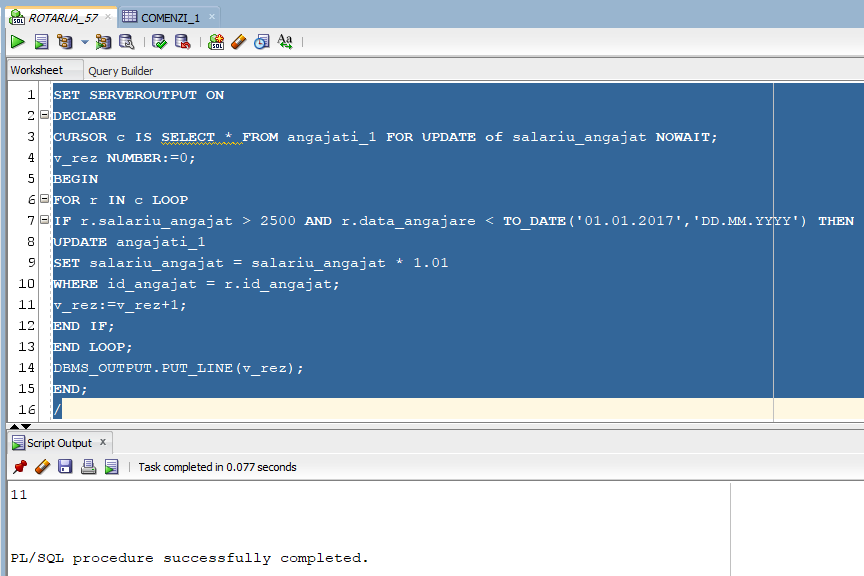 ROTARUA_57 COMENZI_1
Worksheet Query Builder
1 SET SERVEROUTPUT ON
2 DECLARE
3 CURSOR c IS SELECT * FROM angajati_1 FOR UPDATE of salariu_angajat NOWAIT;
4 v_rez NUMBER:=0;
5 BEGIN
6 FOR r IN c LOOP
7 IF r.salariu_angajat > 2500 AND r.data_angajare < TO_DATE('01.01.2017','DD.MM.YYYY') THEN
8 UPDATE angajati_1
9 SET salariu_angajat = salariu_angajat * 1.01
10 WHERE id_angajat = r.id_angajat;
11 v_rez:=v_rez+1;
12 END IF;
13 END LOOP;
14 DBMS_OUTPUT.PUT_LINE(v_rez);
15 END;
16 /
Script Output x
Task completed in 0.077 seconds
11
PL/SQL procedure successfully completed.